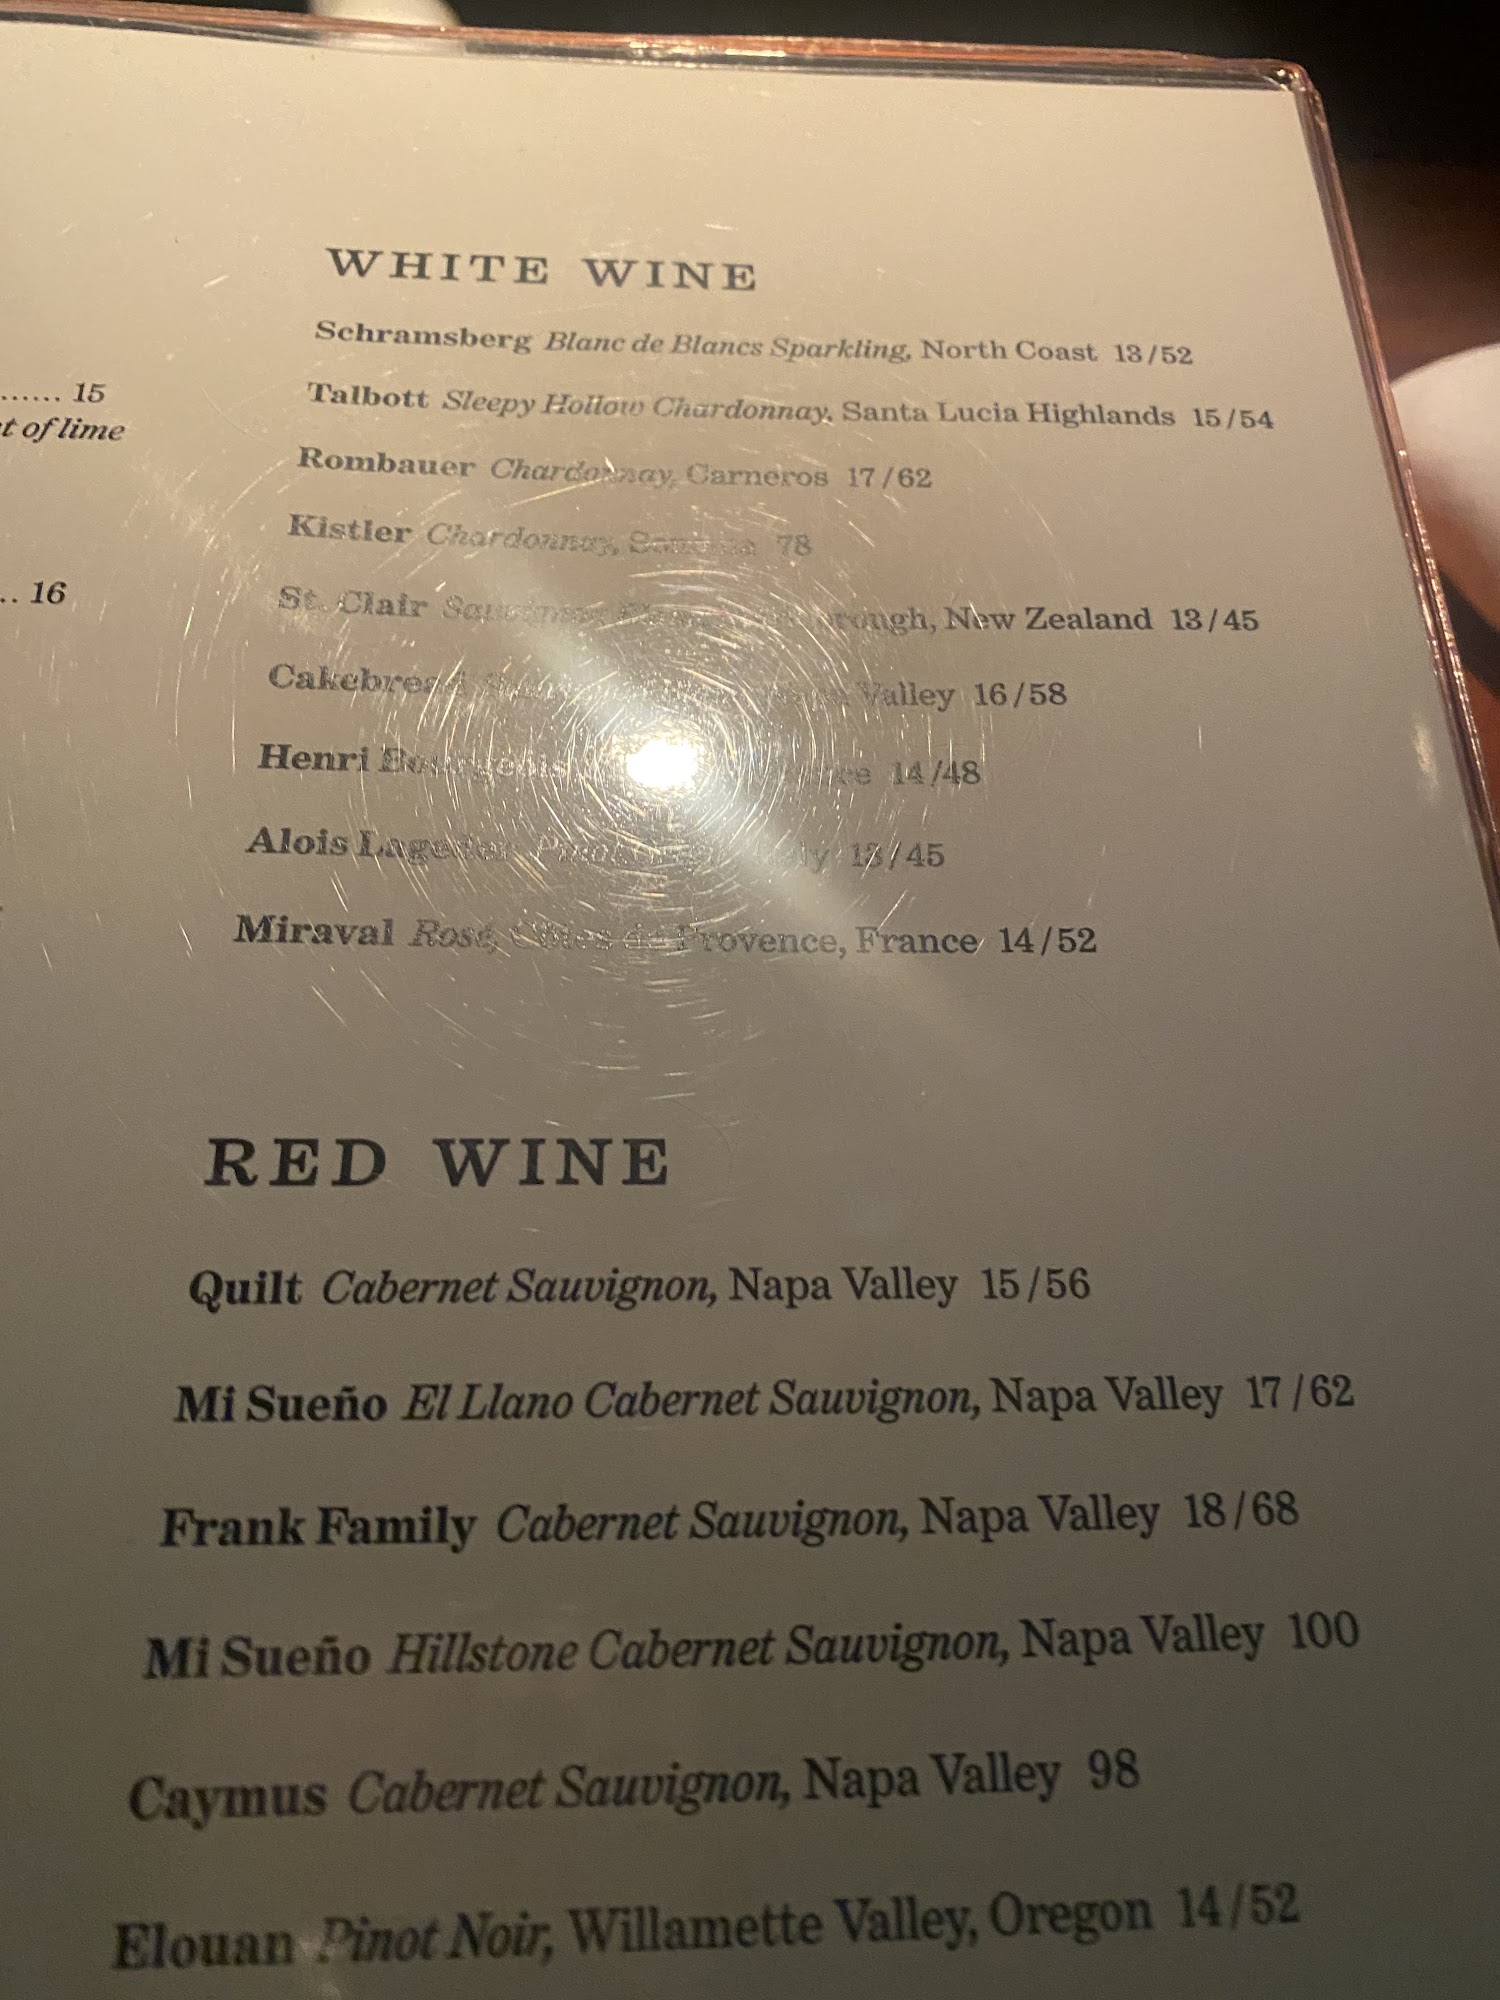 ...... 15
t of lime
.. 16
WHITE WINE
Schramsberg Blanc de Blancs Sparkling, North Coast 13/52
Talbott Sleepy Hollow Chardonnay, Santa Lucia Highlands 15/54
Rombauer Chardonnay, Carneros 17/62
Kistler Chardonnay, 78
St. Clair New Zealand 13/45
Cakebread Valley 16/58
Henri 14/48
Alois 13/45
Miraval Rosé, Côtes de Provence, France 14/52
RED WINE
Quilt Cabernet Sauvignon, Napa Valley 15/56
Mi Sueño El Llano Cabernet Sauvignon, Napa Valley 17/62
Frank Family Cabernet Sauvignon, Napa Valley 18/68
Mi Sueño Hillstone Cabernet Sauvignon, Napa Valley 100
Caymus Cabernet Sauvignon, Napa Valley 98
Elouan Pinot Noir, Willamette Valley, Oregon 14/52